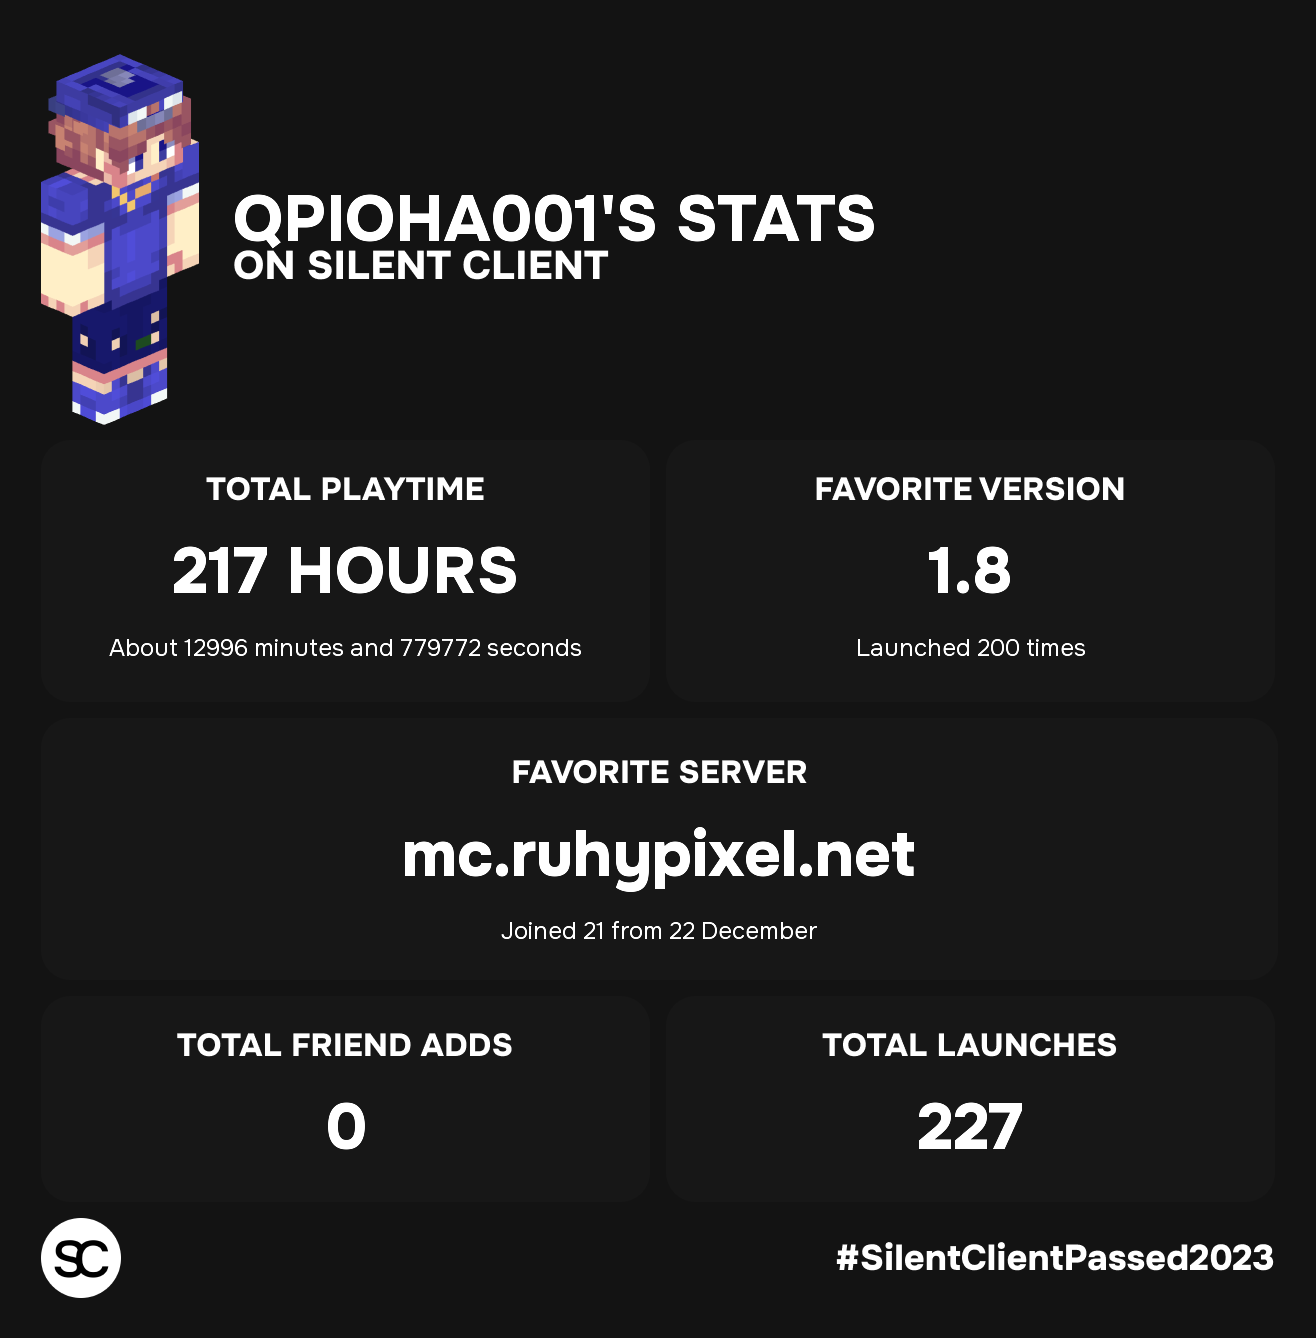 QPIOHA001'S STATS
ON SILENT CLIENT
TOTAL PLAYTIME
217 HOURS
About 12996 minutes and 779772 seconds
FAVORITE VERSION
1.8
Launched 200 times
FAVORITE SERVER
mc.ruhypixel.net
Joined 21 from 22 December
TOTAL FRIEND ADDS
0
TOTAL LAUNCHES
227
SC
#SilentClientPassed2023